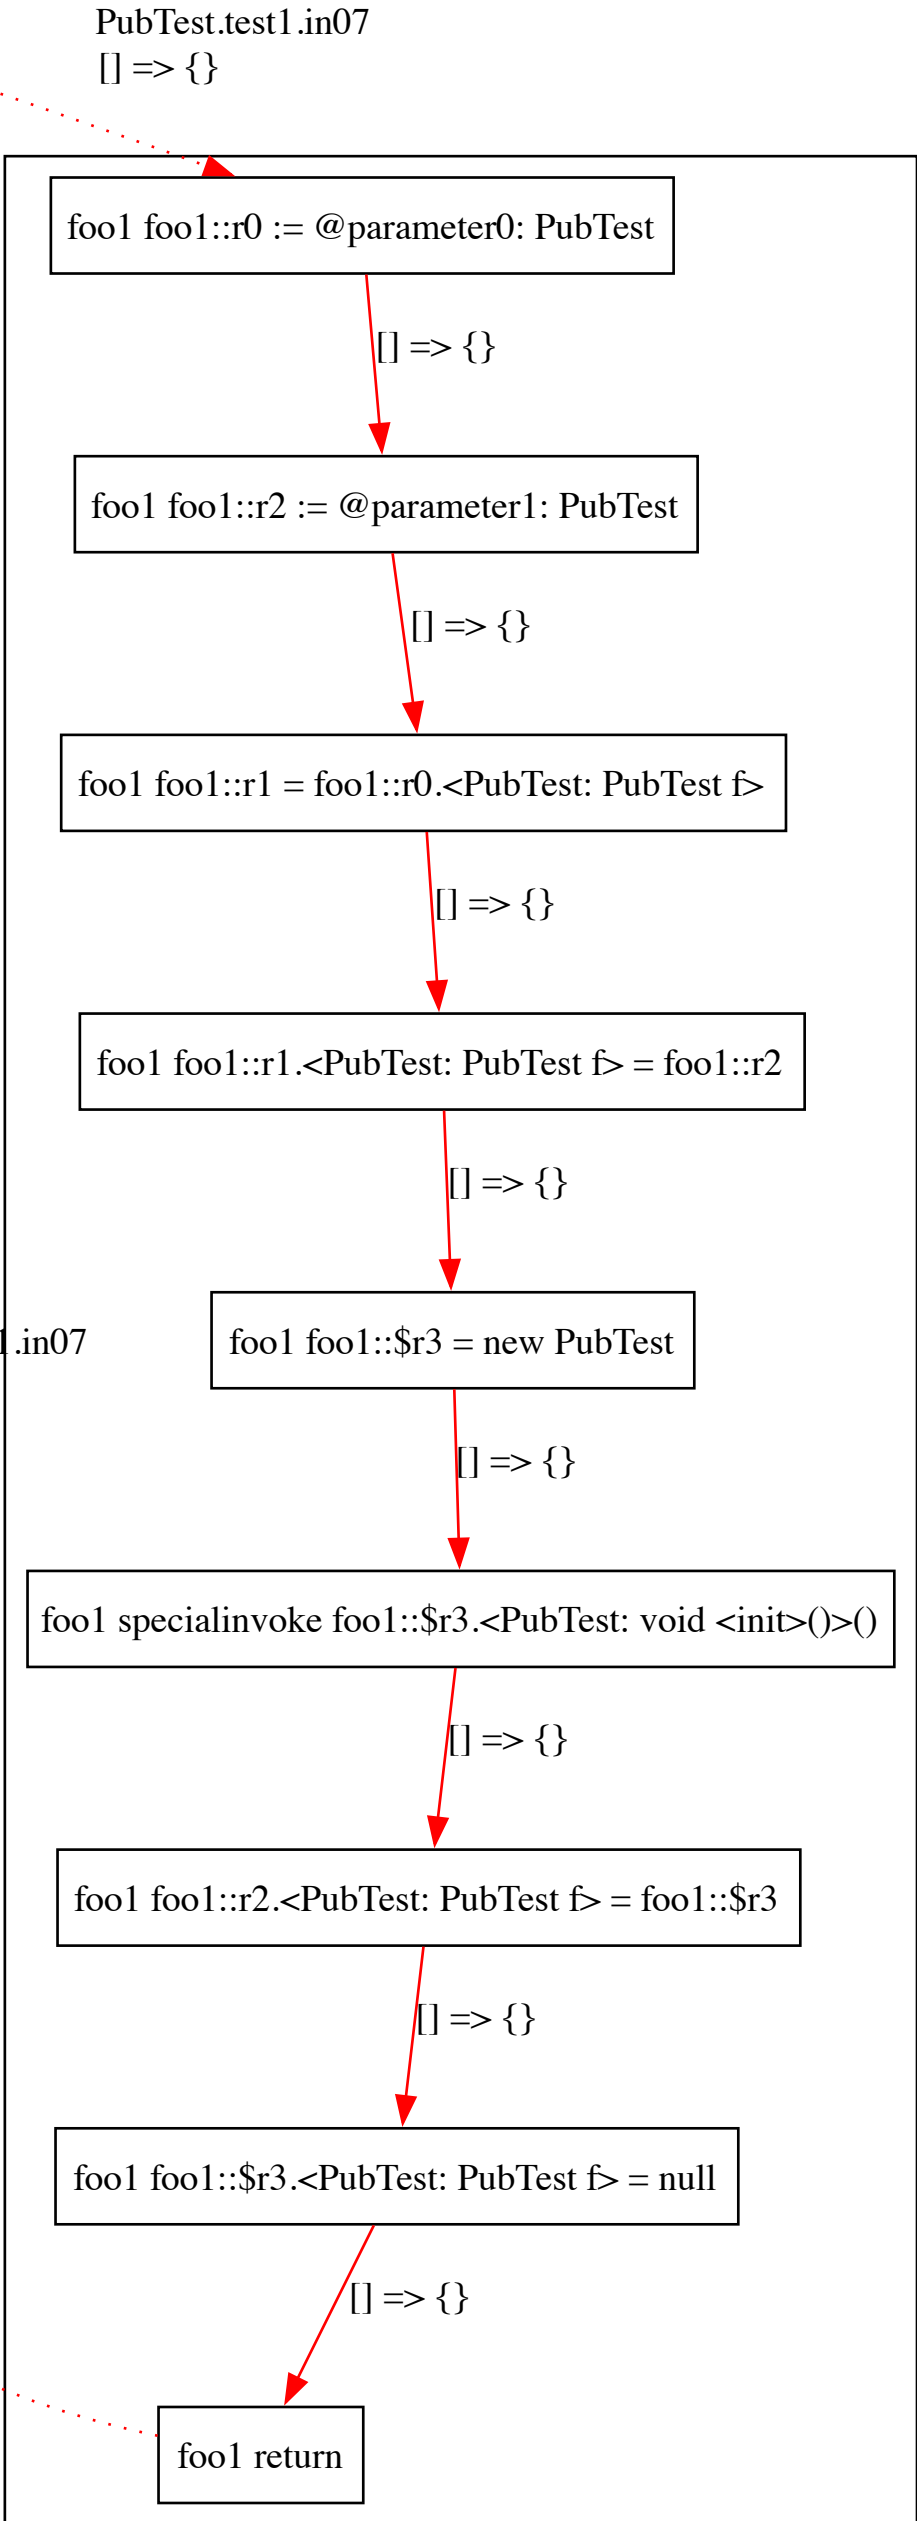 PubTest.test1.in07
[] => {}
foo1 foo1::r0 := @parameter0: PubTest
[] => {}
foo1 foo1::r2 := @parameter1: PubTest
[] => {}
foo1 foo1::r1 = foo1::r0.<PubTest: PubTest f>
[] => {}
foo1 foo1::r1.<PubTest: PubTest f> = foo1::r2
[] => {}
1.in07
foo1 foo1::$r3 = new PubTest
[] => {}
foo1 specialinvoke foo1::$r3.<PubTest: void <init>()>()
[] => {}
foo1 foo1::r2.<PubTest: PubTest f> = foo1::$r3
[] => {}
foo1 foo1::$r3.<PubTest: PubTest f> = null
[] => {}
foo1 return